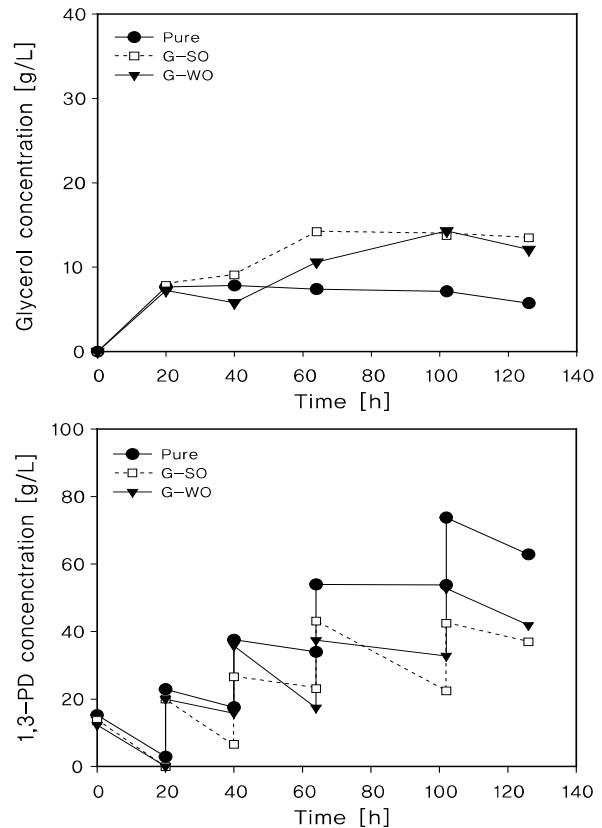 Glycerol concentration [g/L]
40
30
20
10
0
Pure
G-SO
G-WO
0 20 40 60 80 100 120 140
Time [h]
1,3-PD concenctration [g/L]
100
80
60
40
20
0
Pure
G-SO
G-WO
0 20 40 60 80 100 120 140
Time [h]